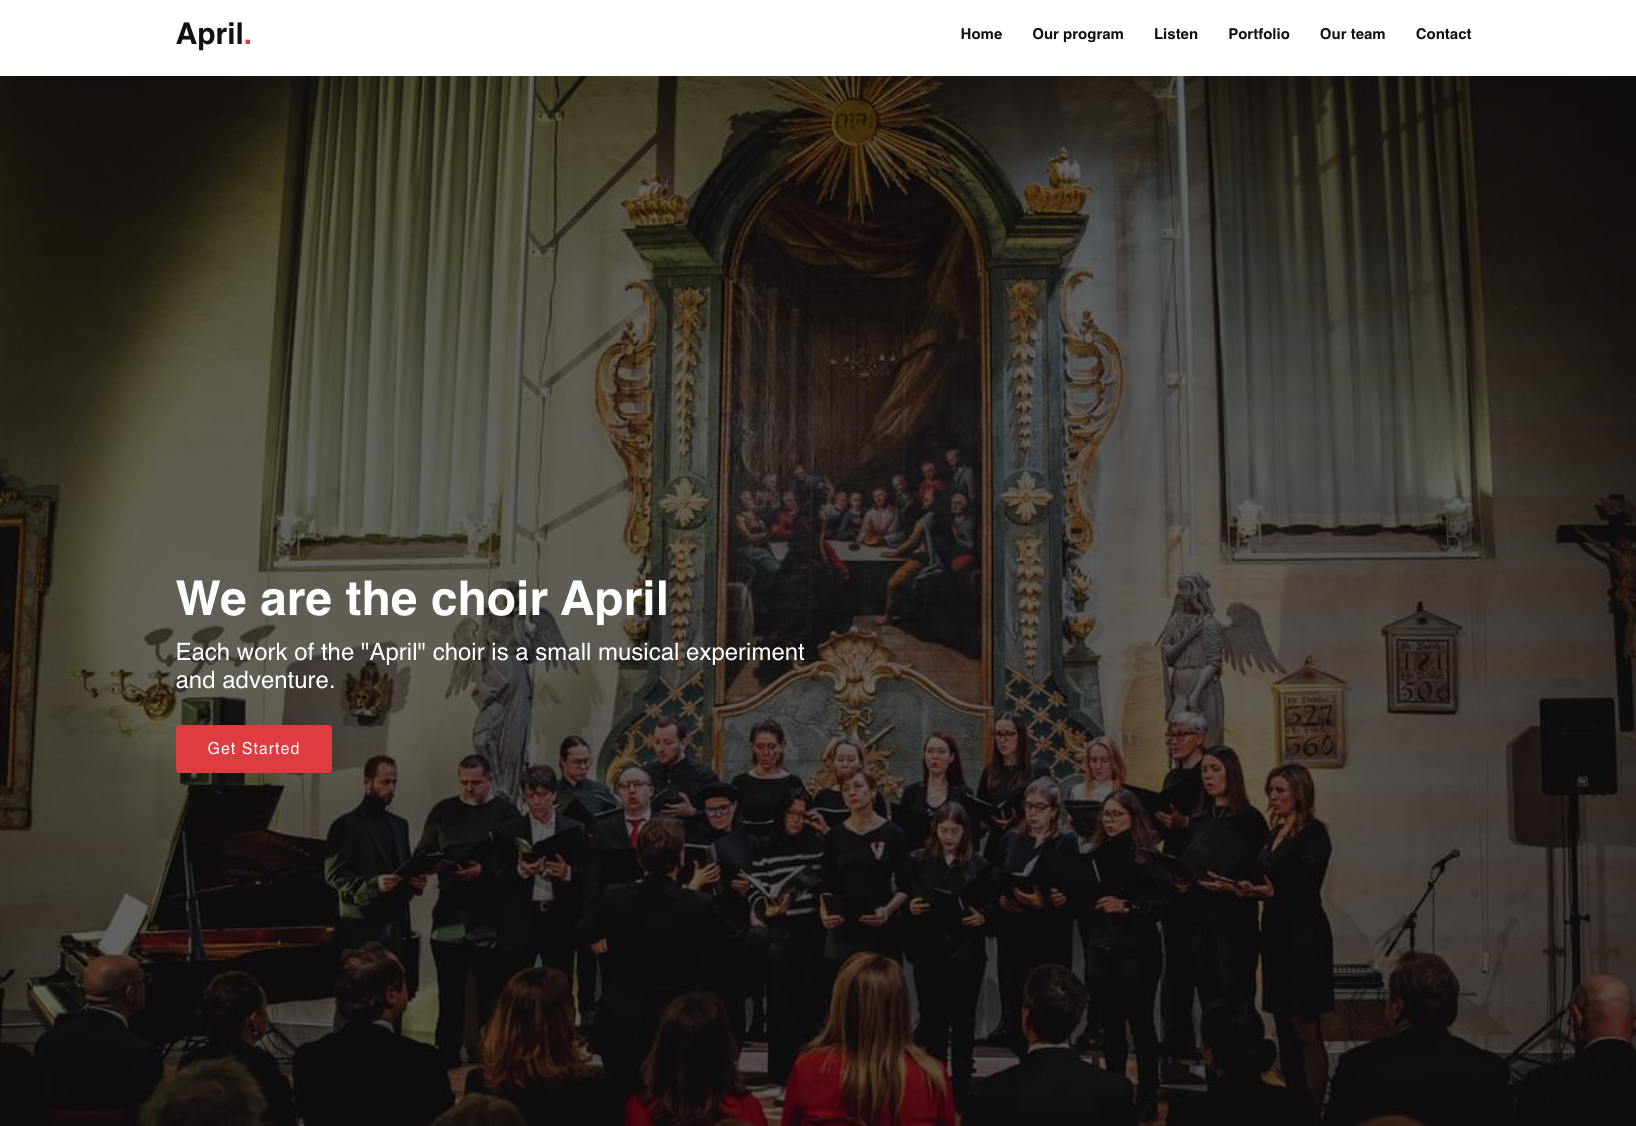 April.
Home Our program Listen Portfolio Our team Contact
We are the choir April
Each work of the "April" choir is a small musical experiment
and adventure.
Get Started
327
560
121
506